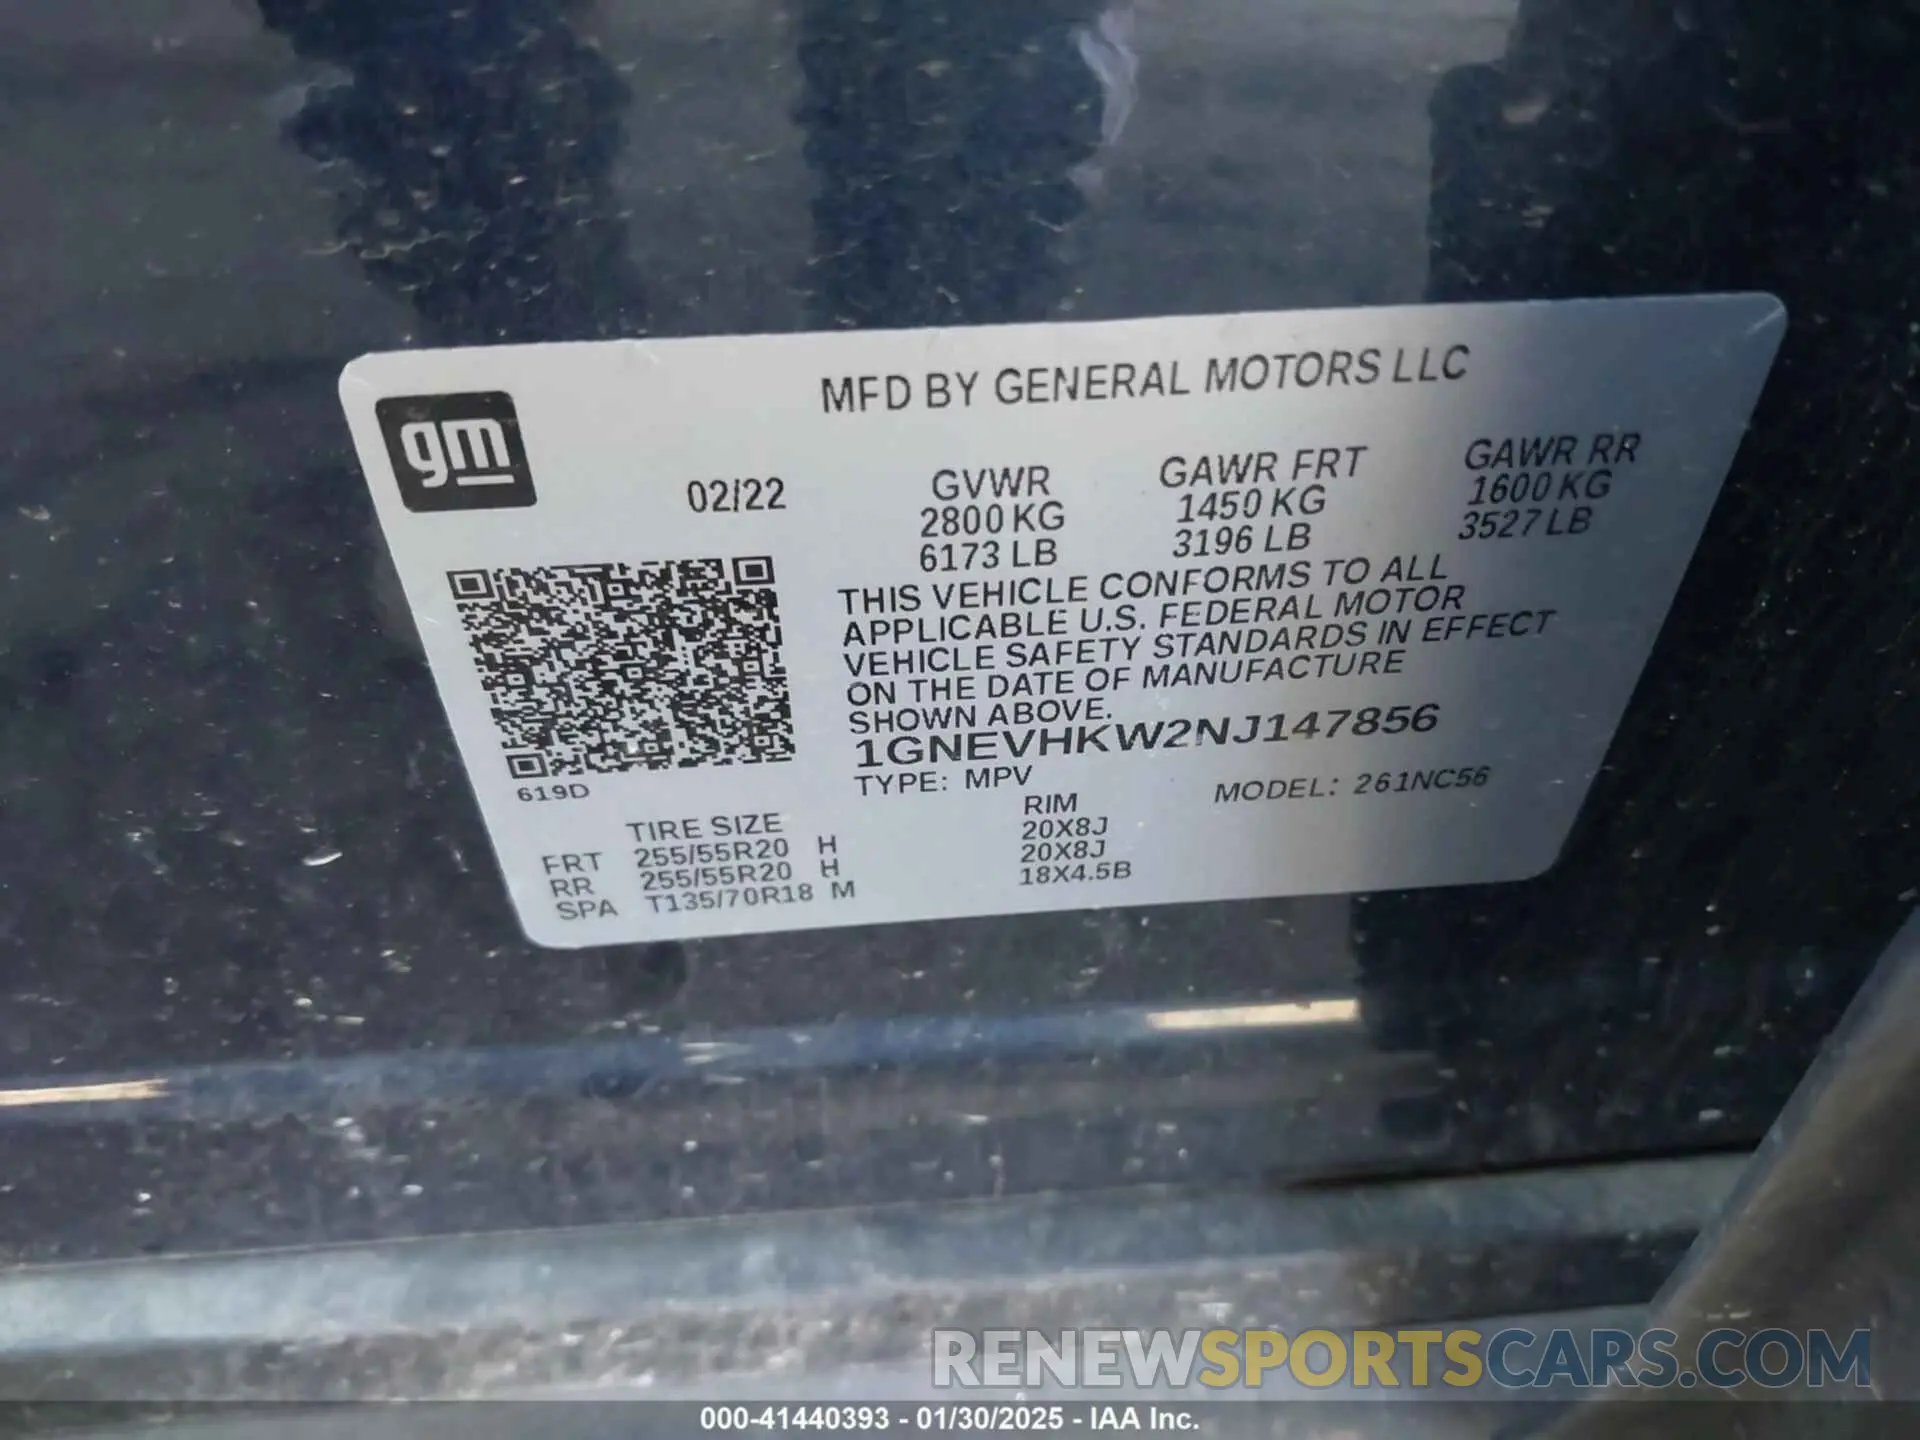 MFD BY GENERAL MOTORS LLC
gm
02/22
GVWR GAWR FRT GAWR RR
2800 KG 1450 KG 1600 KG
6173 LB 3196 LB 3527 LB
THIS VEHICLE CONFORMS TO ALL
APPLICABLE U.S. FEDERAL MOTOR
VEHICLE SAFETY STANDARDS IN EFFECT
ON THE DATE OF MANUFACTURE
SHOWN ABOVE.
1GNEVHKW2NJ147856
TYPE: MPV MODEL: 261NC56
619D
TIRE SIZE RIM
FRT 255/55R20 H 20X8J
RR 255/55R20 H 20X8J
SPA T135/70R18 M 18X4.5B
RENEWSPORTSCARS.COM
000-41440393 - 01/30/2025 - IAA Inc.